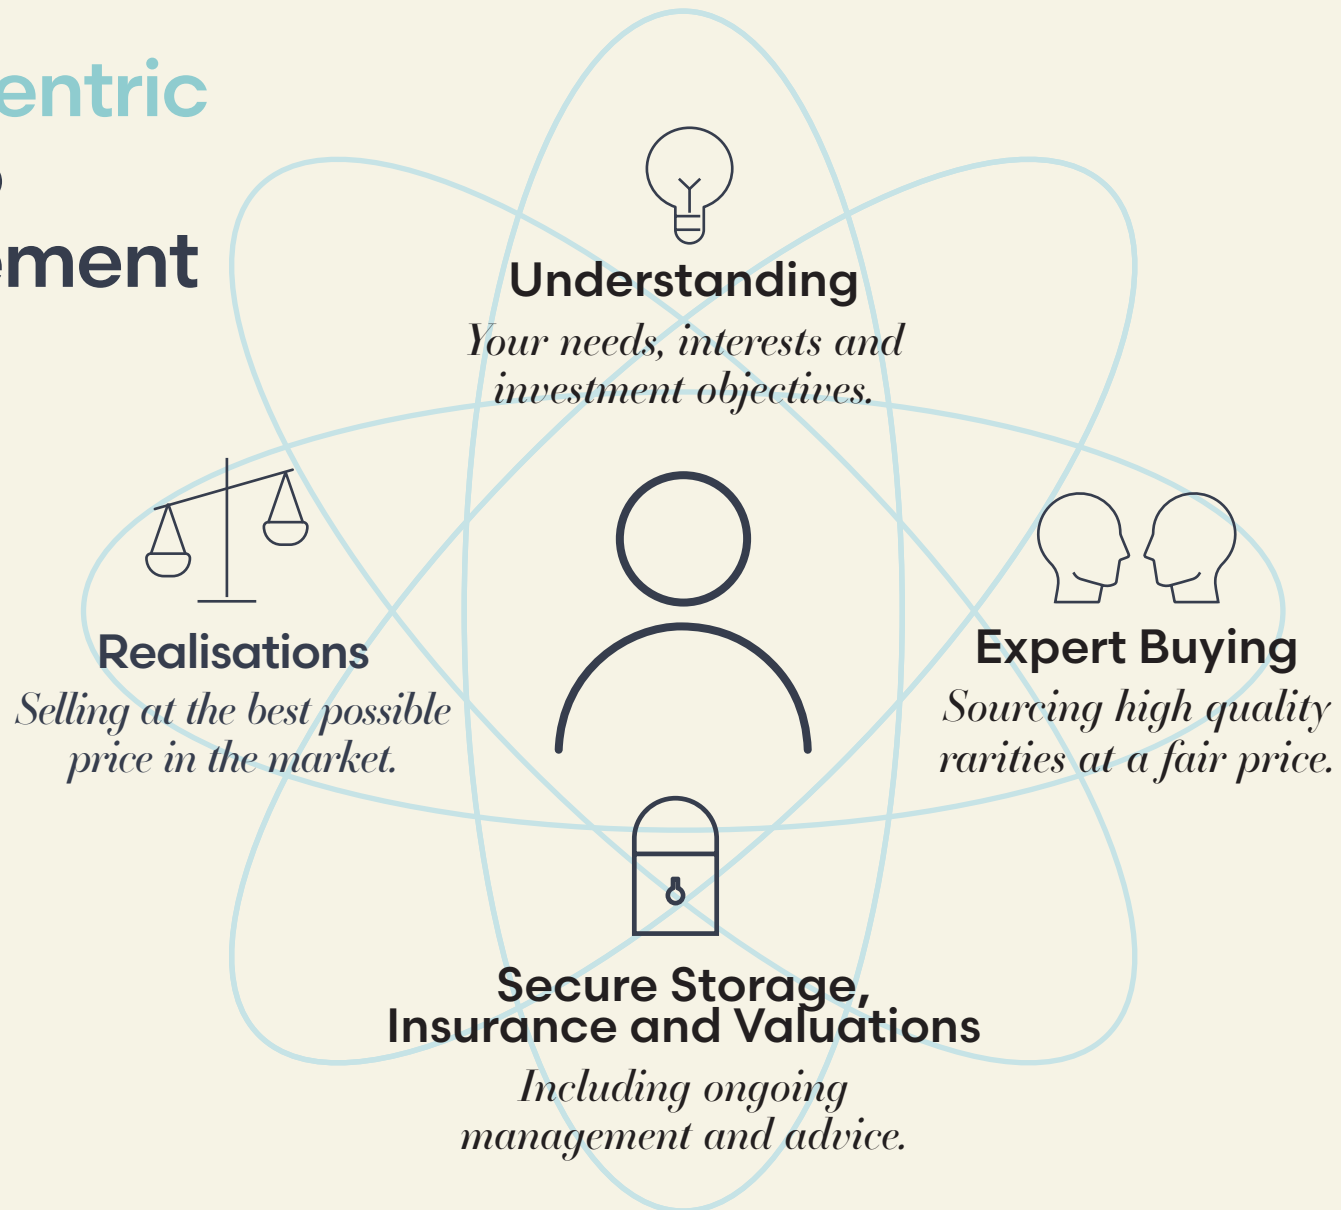 entric
ement
Understanding
Your needs, interests and
investment objectives.
Realisations
Selling at the best possible
price in the market.
Expert Buying
Sourcing high quality
rarities at a fair price.
Secure Storage,
Insurance and Valuations
Including ongoing
management and advice.